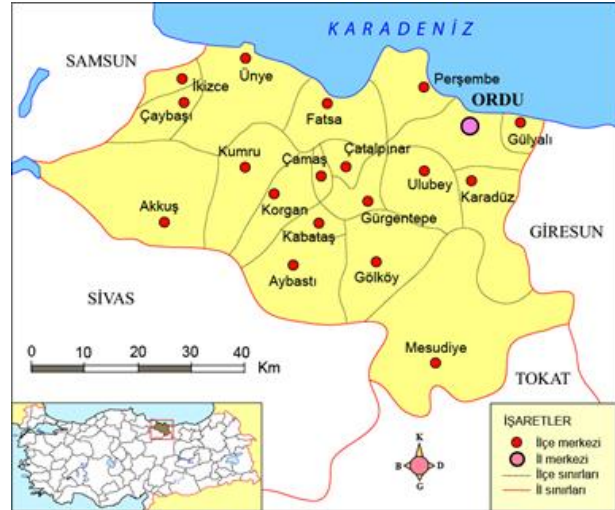 KARADENİZ
SAMSUN
Ünye
İkizce
Perşembe
ORDU
Çaybaşı
Fatsa
Gülyalı
Kumru
Çamaş
Çatalpınar
Ulubey
Karadüz
Akkuş
Korgan
Gürgentepe
Kabataş
GİRESUN
Aybastı
Gölköy
SİVAS
Mesudiye
0 10 20 30 40
Km
TOKAT
İŞARETLER
İlçe merkezi
İl merkezi
İlçe sınırları
İl sınırları
K
B D
G